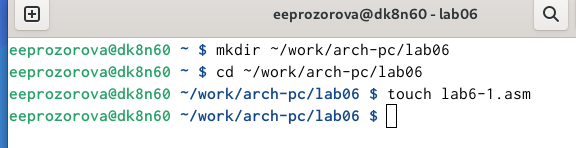 eeprozorova@dk8n60 - lab06
eeprozorova@dk8n60 ~ $ mkdir ~/work/arch-pc/lab06
eeprozorova@dk8n60 ~ $ cd ~/work/arch-pc/lab06
eeprozorova@dk8n60 ~/work/arch-pc/lab06 $ touch lab6-1.asm
eeprozorova@dk8n60 ~/work/arch-pc/lab06 $